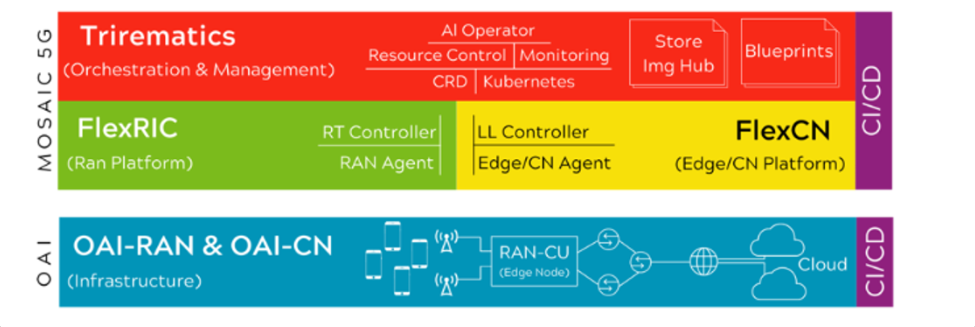 MOSAIC 5G
Trirematics
(Orchestration & Management)
AI Operator
Resource Control
Monitoring
CRD
Kubernetes
Store
Img Hub
Blueprints
CI/CD
FlexRIC
(Ran Platform)
RT Controller
RAN Agent
LL Controller
Edge/CN Agent
FlexCN
(Edge/CN Platform)
OAI
OAI-RAN & OAI-CN
(Infrastructure)
RAN-CU
(Edge Node)
Cloud
CI/CD